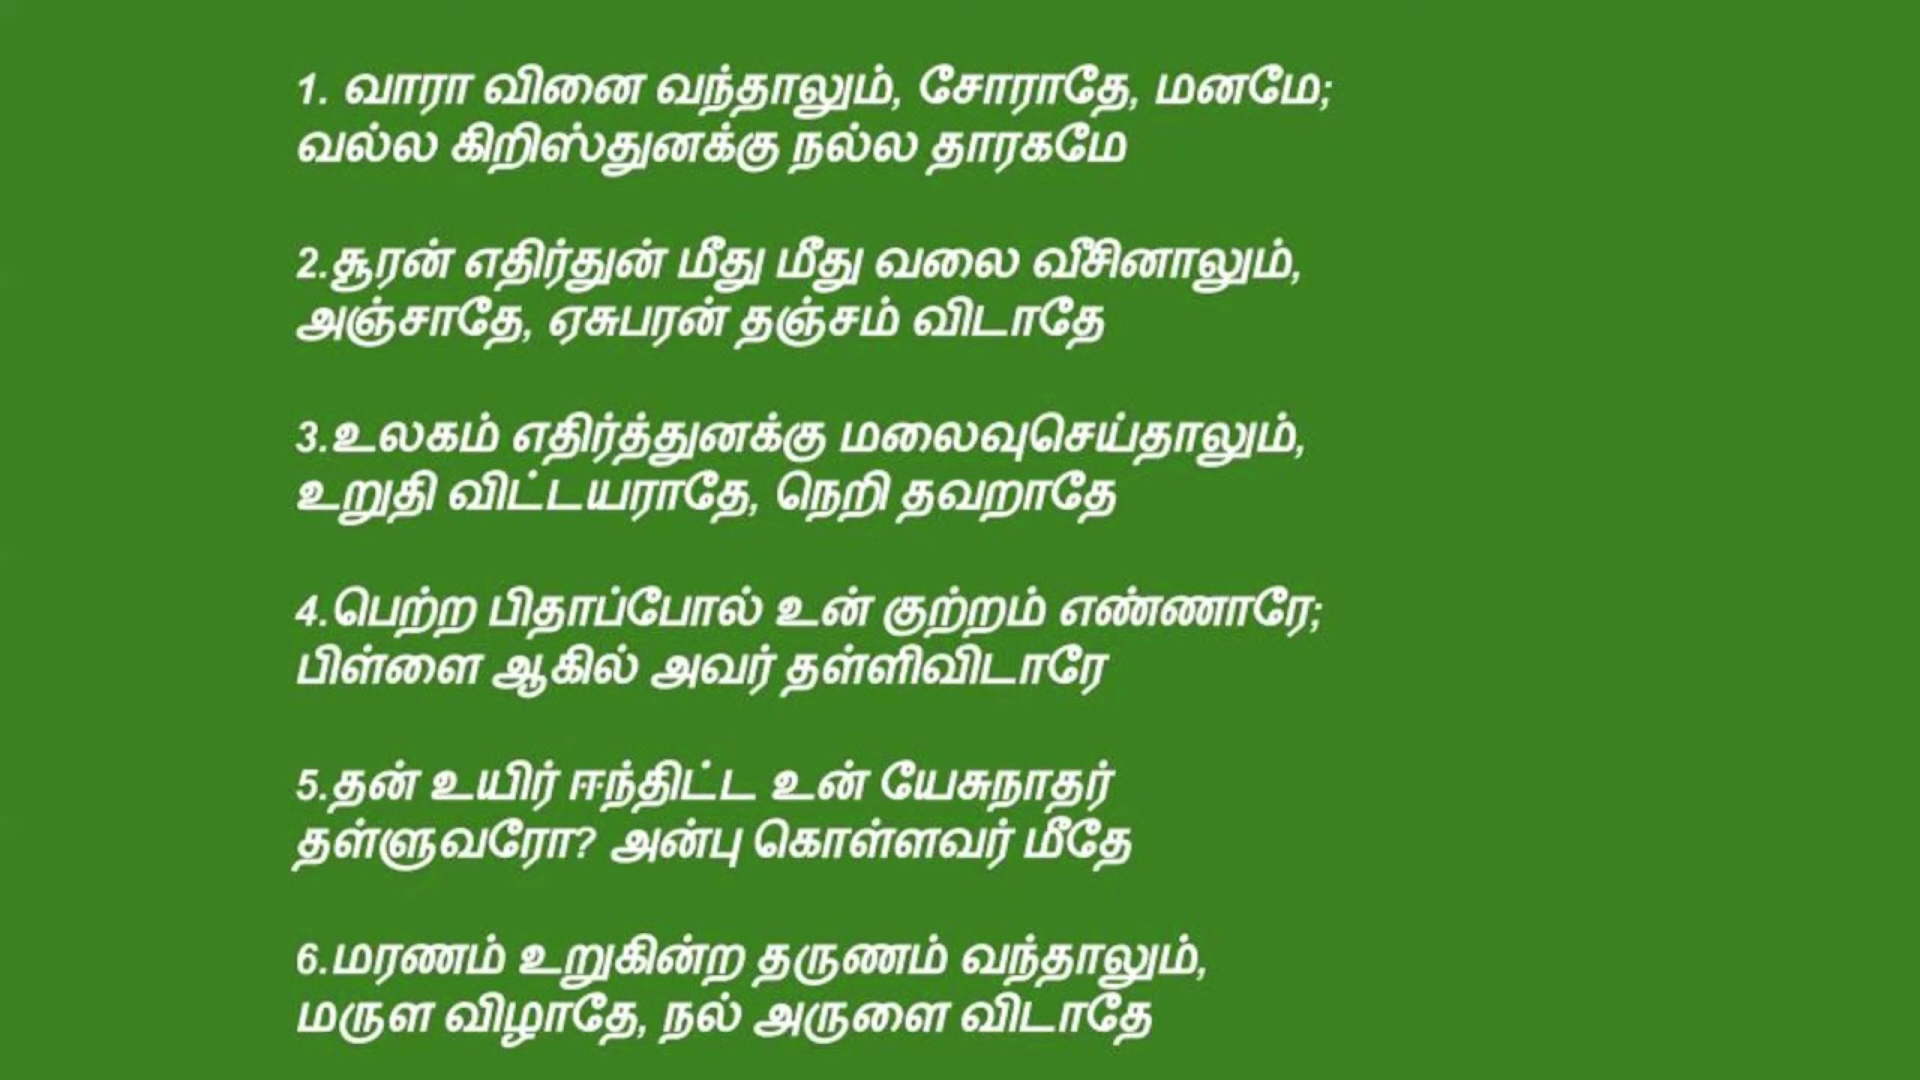 1. வாரா வினை வந்தாலும், சோராதே, மனமே;
வல்ல கிறிஸ்துனக்கு நல்ல தாரகமே
2.சூரன் எதிர்துன் மீது மீது வலை வீசினாலும்,
அஞ்சாதே, ஏசுபரன் தஞ்சம் விடாதே
3.உலகம் எதிர்த்துனக்கு மலைவுசெய்தாலும்,
உறுதி விட்டயராதே, நெறி தவறாதே
4.பெற்ற பிதாப்போல் உன் குற்றம் எண்ணாரே;
பிள்ளை ஆகில் அவர் தள்ளிவிடாரே
5.தன் உயிர் ஈந்திட்ட உன் யேசுநாதர்
தள்ளுவரோ? அன்பு கொள்ளவர் மீதே
6.மரணம் உறுகின்ற தருணம் வந்தாலும்,
மருள விழாதே, நல் அருளை விடாதே